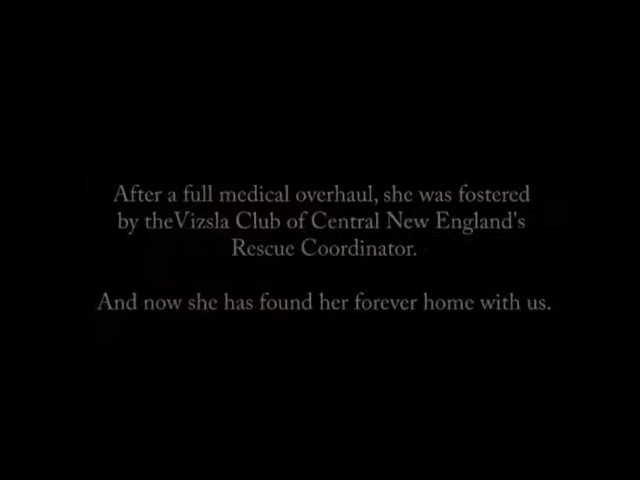 After a full medical overhaul, she was fostered
by theVizsla Club of Central New England's
Rescue Coordinator.
And now she has found her forever home with us.